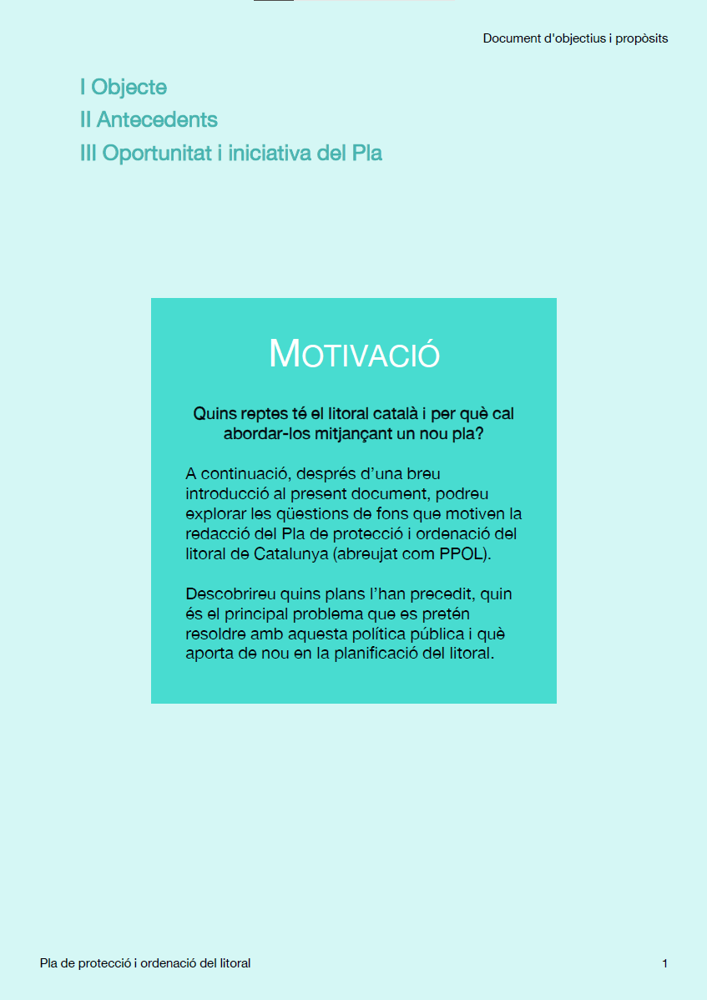 Document d'objectius i propòsits
I Objecte
II Antecedents
III Oportunitat i iniciativa del Pla
MOTIVACIÓ
Quins reptes té el litoral català i per què cal
abordar-los mitjançant un nou pla?
A continuació, després d’una breu
introducció al present document, podreu
explorar les qüestions de fons que motiven la
redacció del Pla de protecció i ordenació del
litoral de Catalunya (abreujat com PPOL).
Descobrireu quins plans l’han precedit, quin
és el principal problema que es pretén
resoldre amb aquesta política pública i què
aporta de nou en la planificació del litoral.
Pla de protecció i ordenació del litoral
1